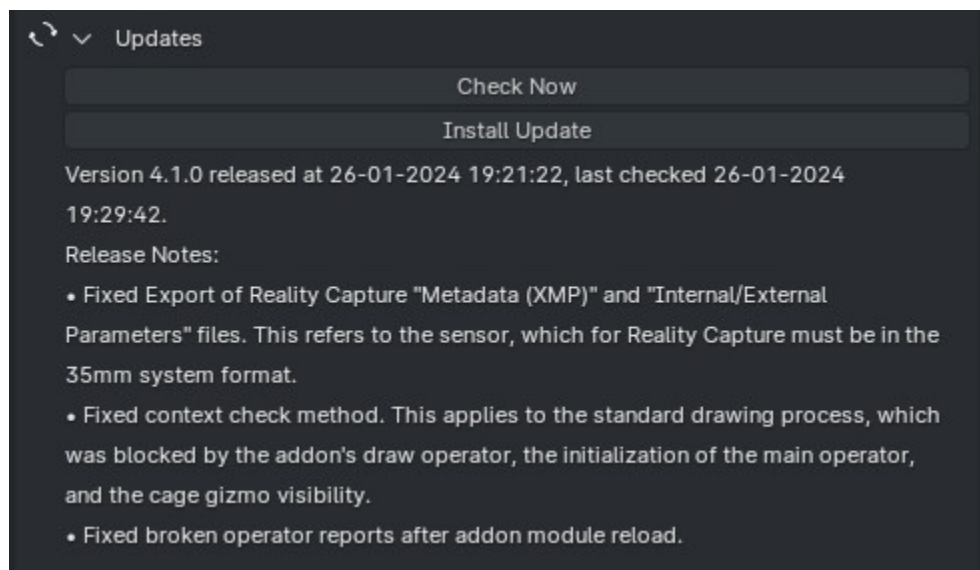 Updates
Check Now
Install Update
Version 4.1.0 released at 26-01-2024 19:21:22, last checked 26-01-2024
19:29:42.
Release Notes:
• Fixed Export of Reality Capture "Metadata (XMP)" and "Internal/External
Parameters" files. This refers to the sensor, which for Reality Capture must be in the
35mm system format.
• Fixed context check method. This applies to the standard drawing process, which
was blocked by the addon's draw operator, the initialization of the main operator,
and the cage gizmo visibility.
• Fixed broken operator reports after addon module reload.